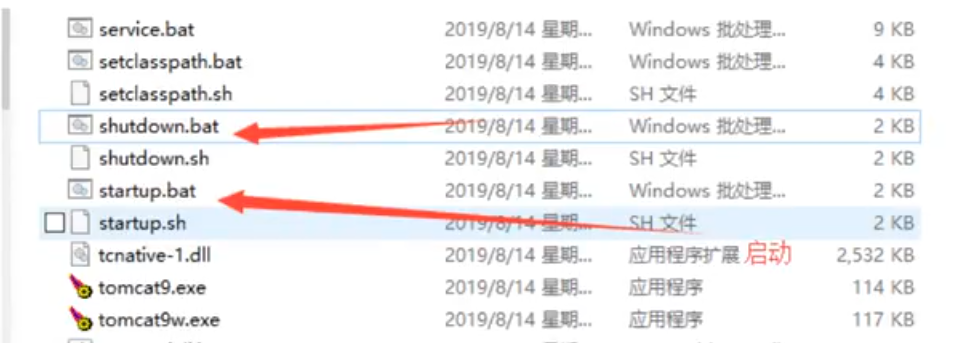 service.bat 2019/8/14 星期... Windows 批处理... 9 KB
setclasspath.bat 2019/8/14 星期... Windows 批处理... 4 KB
setclasspath.sh 2019/8/14 星期... SH 文件 4 KB
shutdown.bat 2019/8/14 星期... Windows 批处理... 2 KB
shutdown.sh 2019/8/14 星期... SH 文件 2 KB
startup.bat 2019/8/14 星期... Windows 批处理... 2 KB
startup.sh 2019/8/14 星期... SH 文件 2 KB
tcnative-1.dll 2019/8/14 星期... 应用程序扩展 启动 2,532 KB
tomcat9.exe 2019/8/14 星期... 应用程序 114 KB
tomcat9w.exe 2019/8/14 星期... 应用程序 117 KB